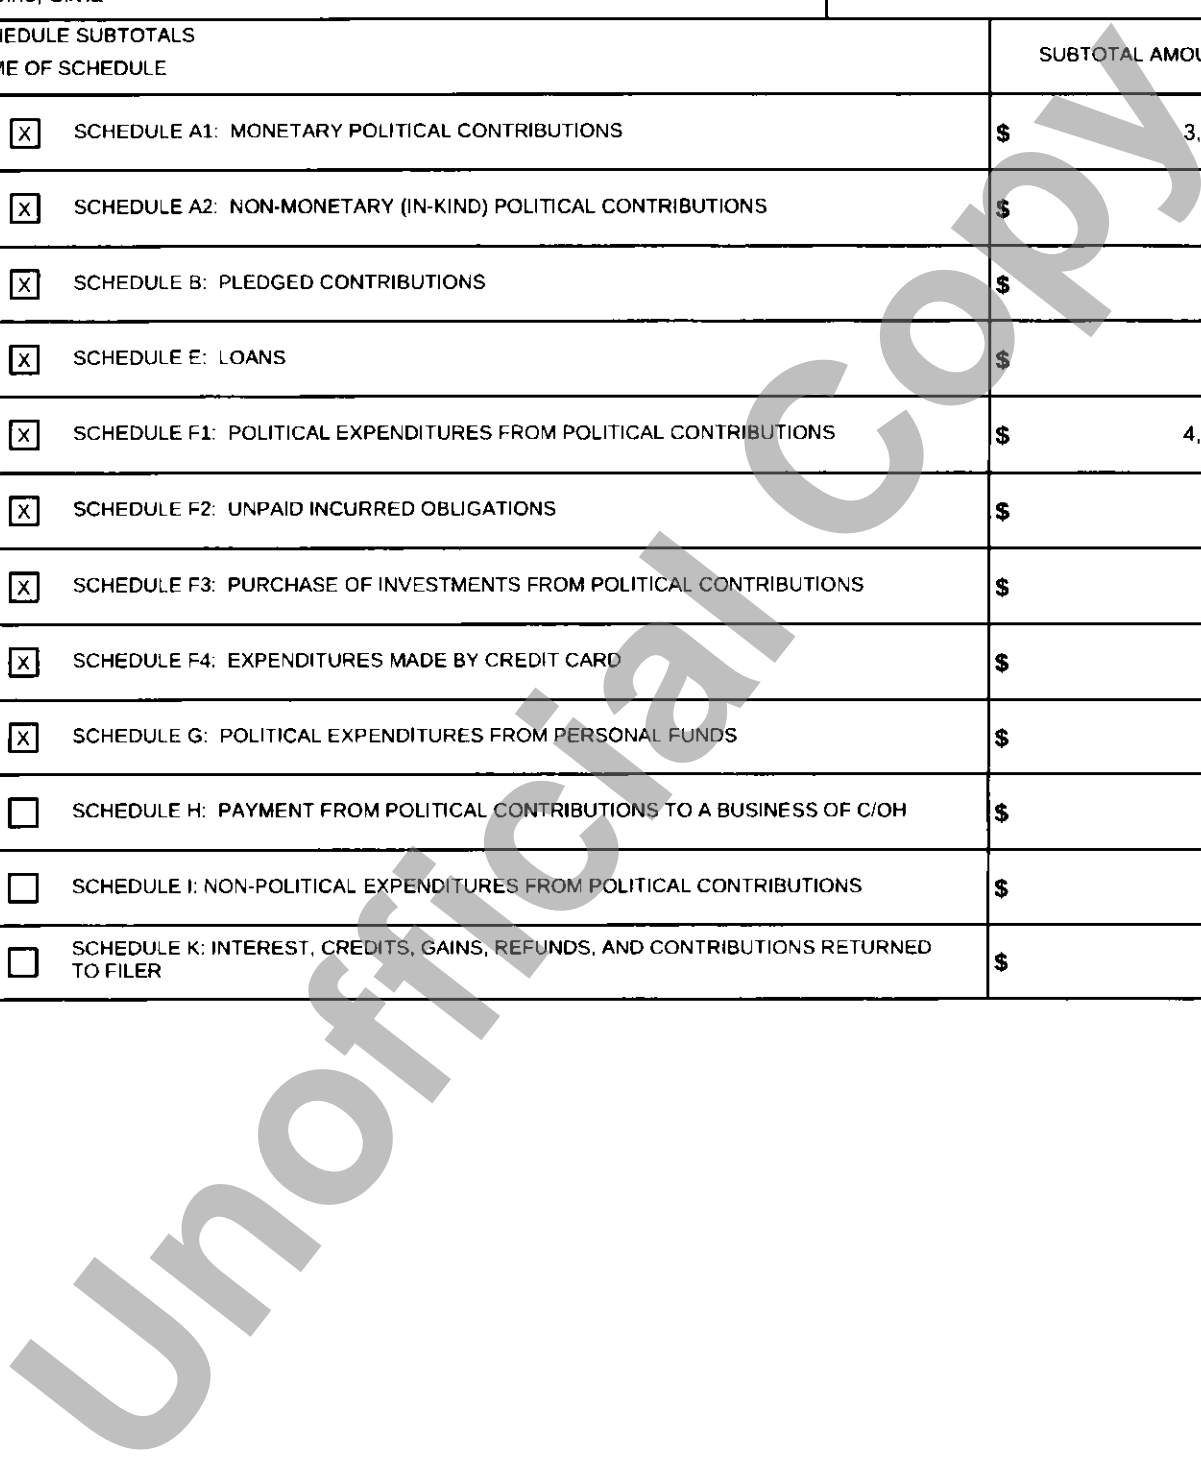 HEDULE SUBTOTALS
ME OF SCHEDULE
SUBTOTAL AMOU
X SCHEDULE A1: MONETARY POLITICAL CONTRIBUTIONS $ 3,
X SCHEDULE A2: NON-MONETARY (IN-KIND) POLITICAL CONTRIBUTIONS $
X SCHEDULE B: PLEDGED CONTRIBUTIONS $
X SCHEDULE E: LOANS $
X SCHEDULE F1: POLITICAL EXPENDITURES FROM POLITICAL CONTRIBUTIONS $ 4,
X SCHEDULE F2: UNPAID INCURRED OBLIGATIONS $
X SCHEDULE F3: PURCHASE OF INVESTMENTS FROM POLITICAL CONTRIBUTIONS $
X SCHEDULE F4: EXPENDITURES MADE BY CREDIT CARD $
X SCHEDULE G: POLITICAL EXPENDITURES FROM PERSONAL FUNDS $
SCHEDULE H: PAYMENT FROM POLITICAL CONTRIBUTIONS TO A BUSINESS OF C/OH $
SCHEDULE I: NON-POLITICAL EXPENDITURES FROM POLITICAL CONTRIBUTIONS $
SCHEDULE K: INTEREST, CREDITS, GAINS, REFUNDS, AND CONTRIBUTIONS RETURNED
TO FILER $
Unofficial Copy